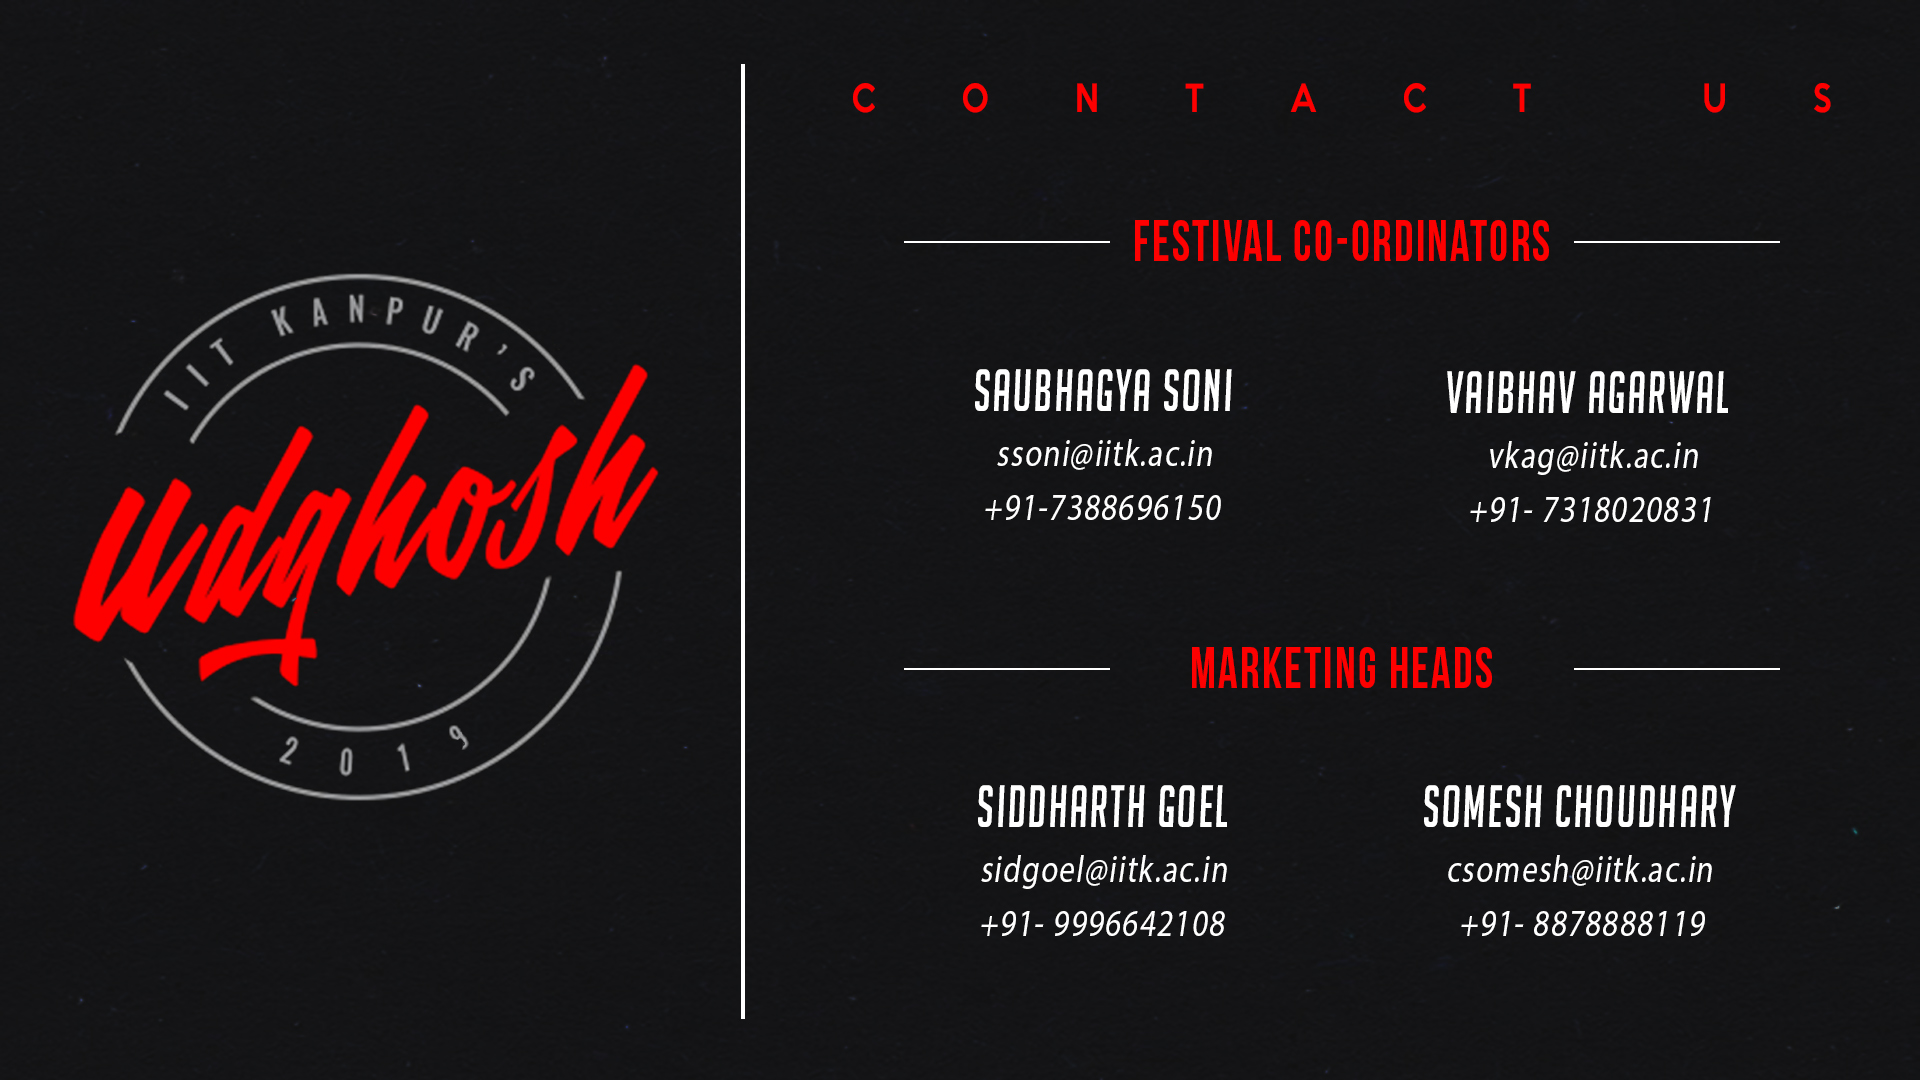 IIT KANPUR'S
Udghosh
2019
CONTACT US
FESTIVAL CO-ORDINATORS
SAUBHAGYA SONI
ssoni@iitk.ac.in
+91-7388696150
VAIBHAV AGARWAL
vkag@iitk.ac.in
+91- 7318020831
MARKETING HEADS
SIDDHARTH GOEL
sidgoel@iitk.ac.in
+91- 9996642108
SOMESH CHOUDHARY
csomesh@iitk.ac.in
+91- 8878888119